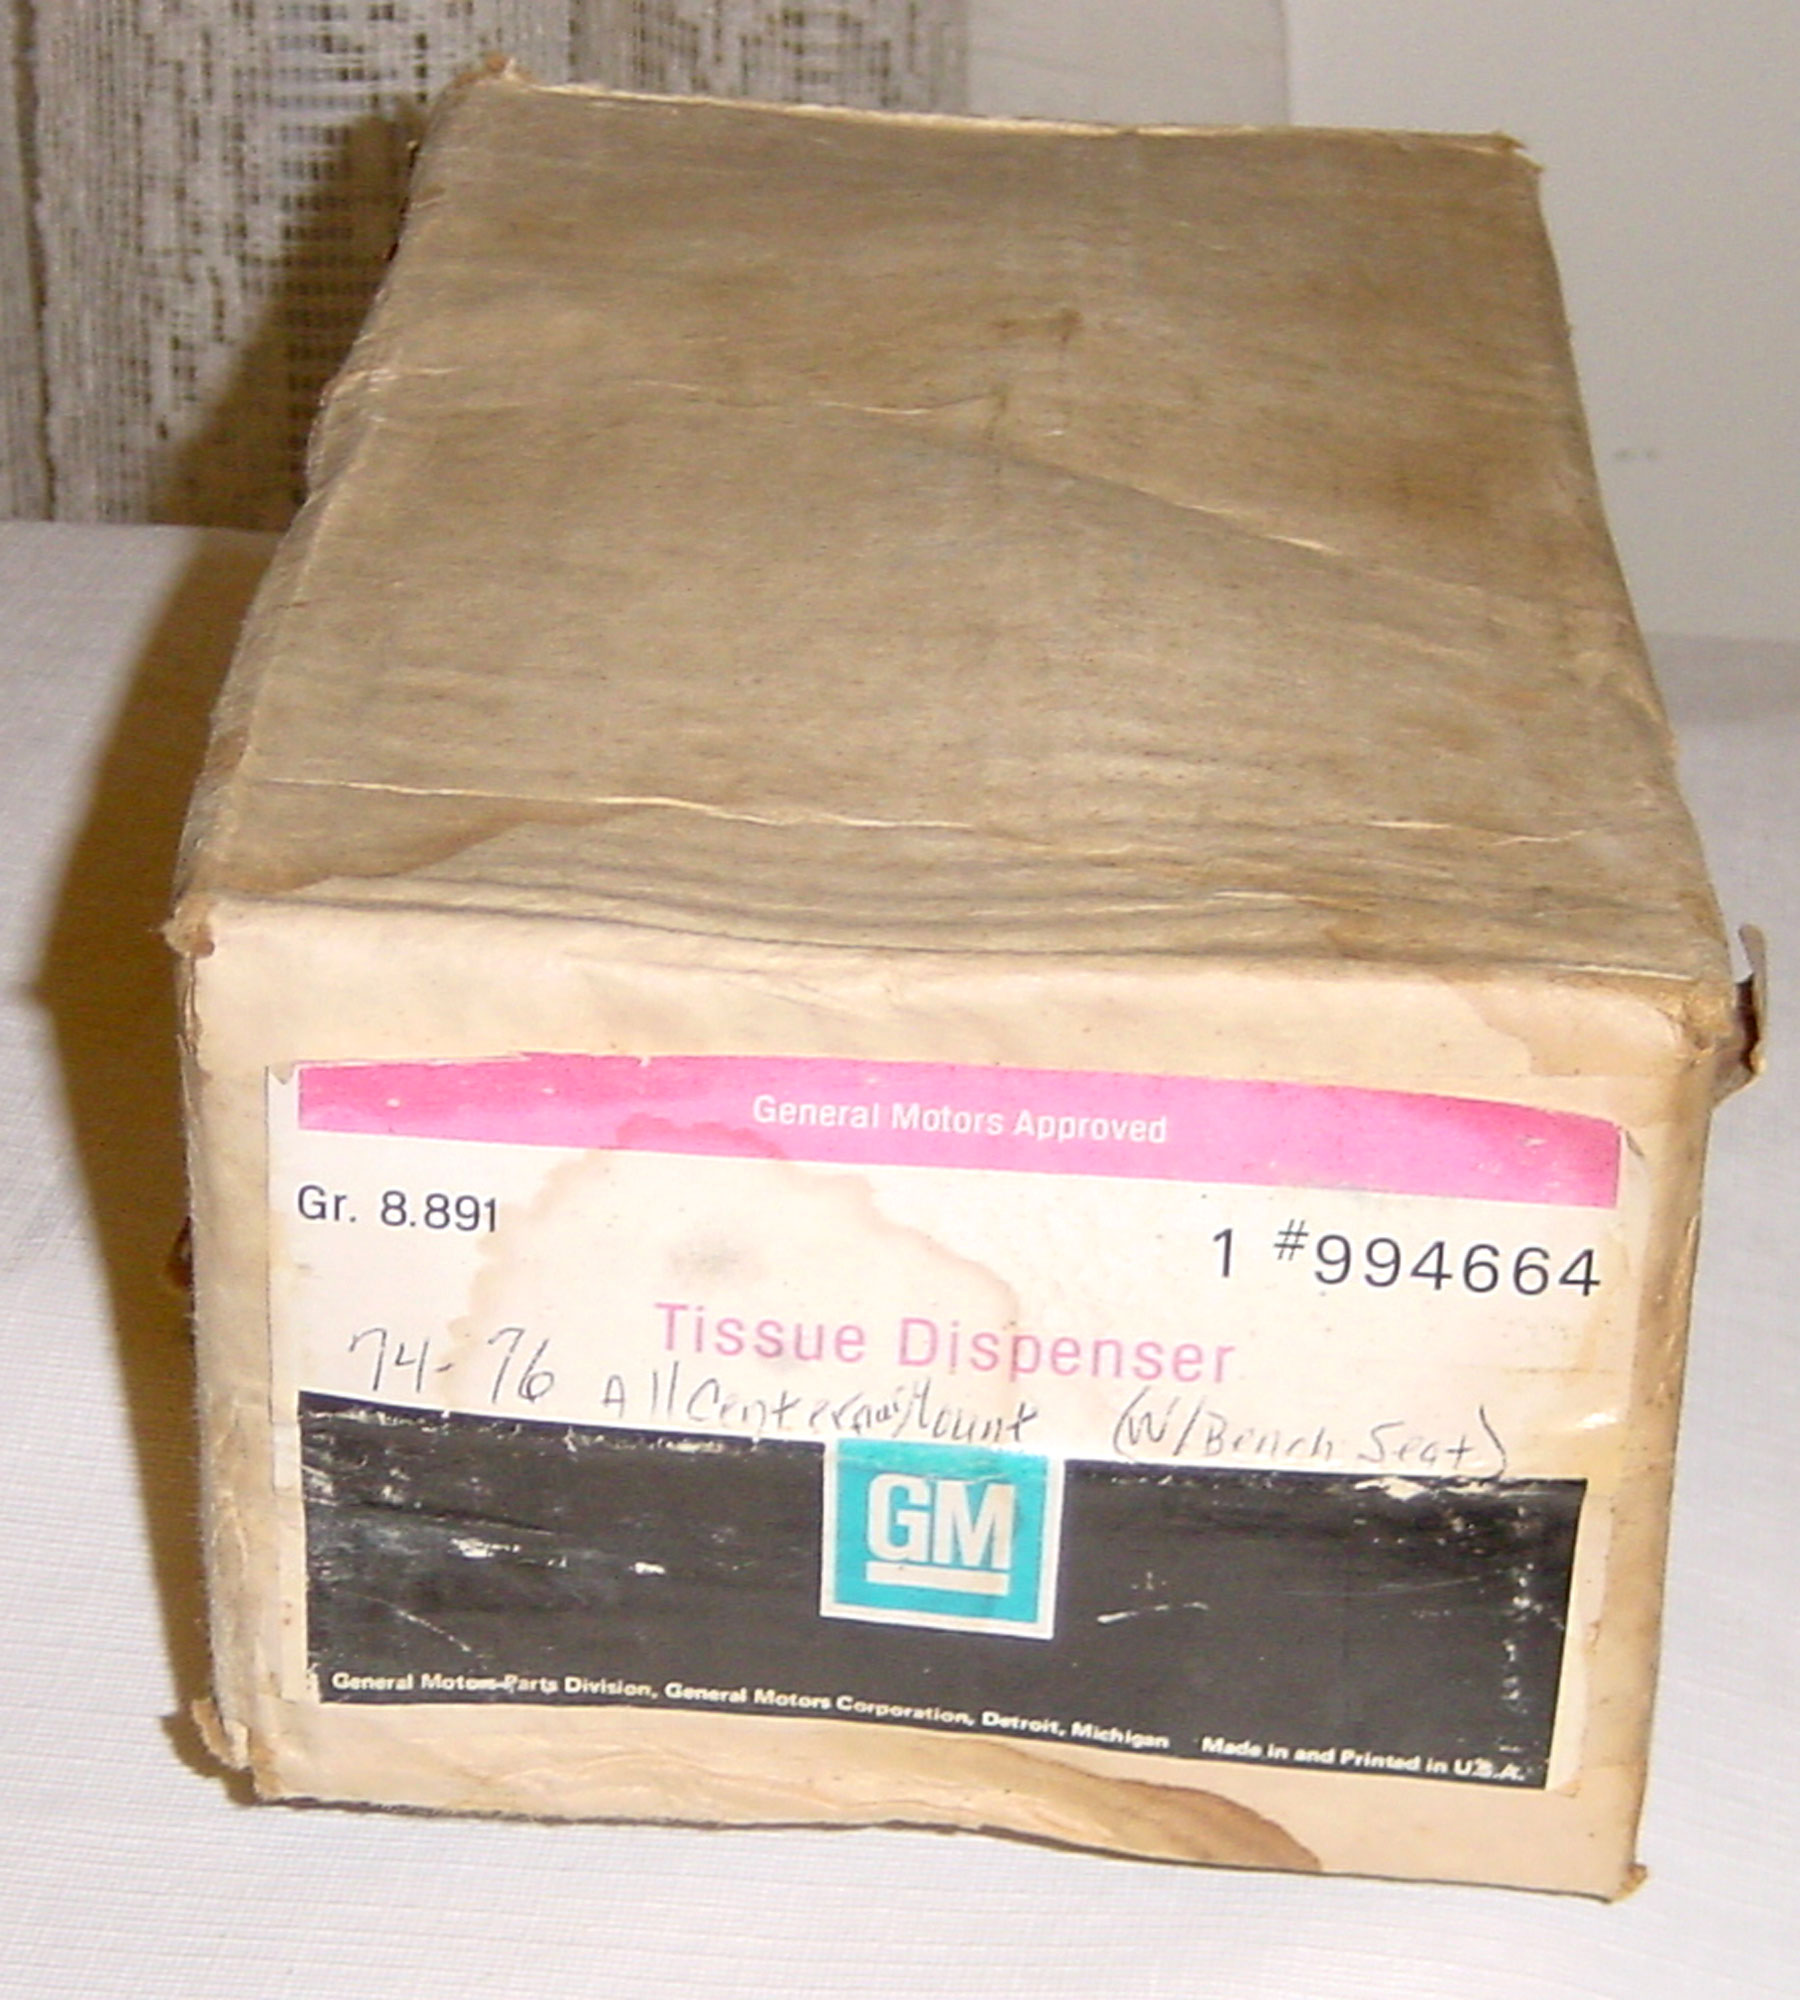 General Motors Approved
Gr. 8.891
1 #994664
Tissue Dispenser
74-76 All Center Mount (W/Bench Seat)
GM
General Motors Parts Division, General Motors Corporation, Detroit, Michigan Made in and Printed in U.S.A.